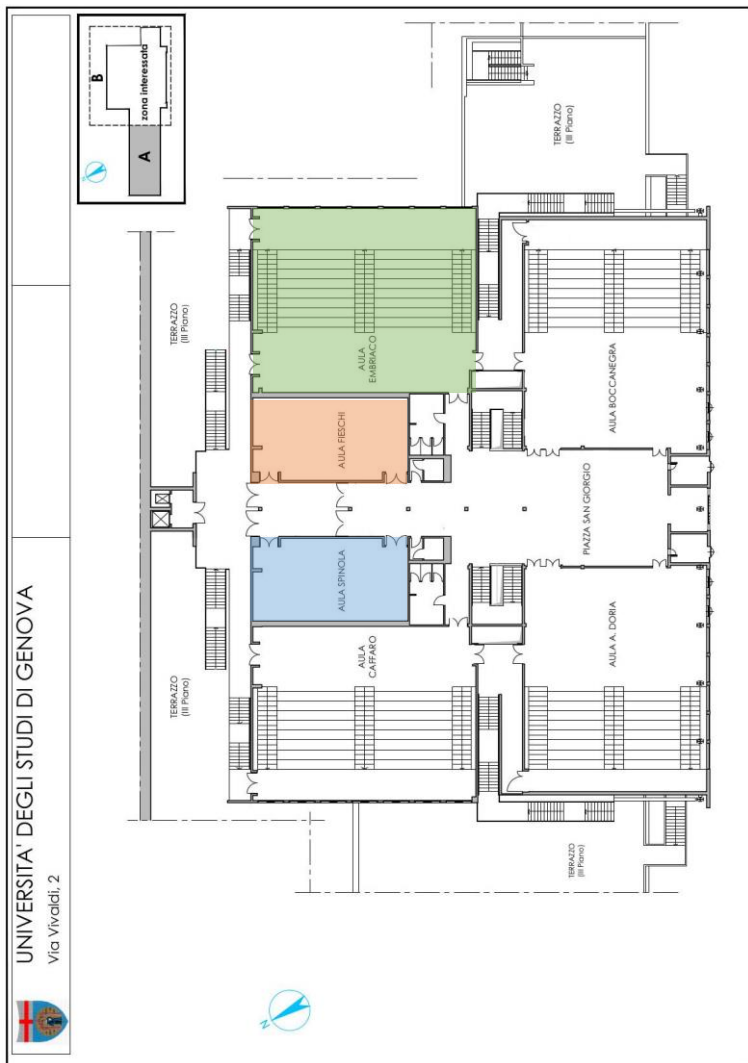 UNIVERSITA' DEGLI STUDI DI GENOVA
Via Vivaldi, 2
A
B
zona interessata
N
TERRAZZO
(III Piano)
TERRAZZO
(III Piano)
AULA
CAFFARO
AULA SPINOLA
AULA FIESCHI
AULA
EMBRIACO
AULA A. DORIA
PIAZZA SAN GIORGIO
AULA BOCCANEGRA
TERRAZZO
(III Piano)
TERRAZZO
(III Piano)